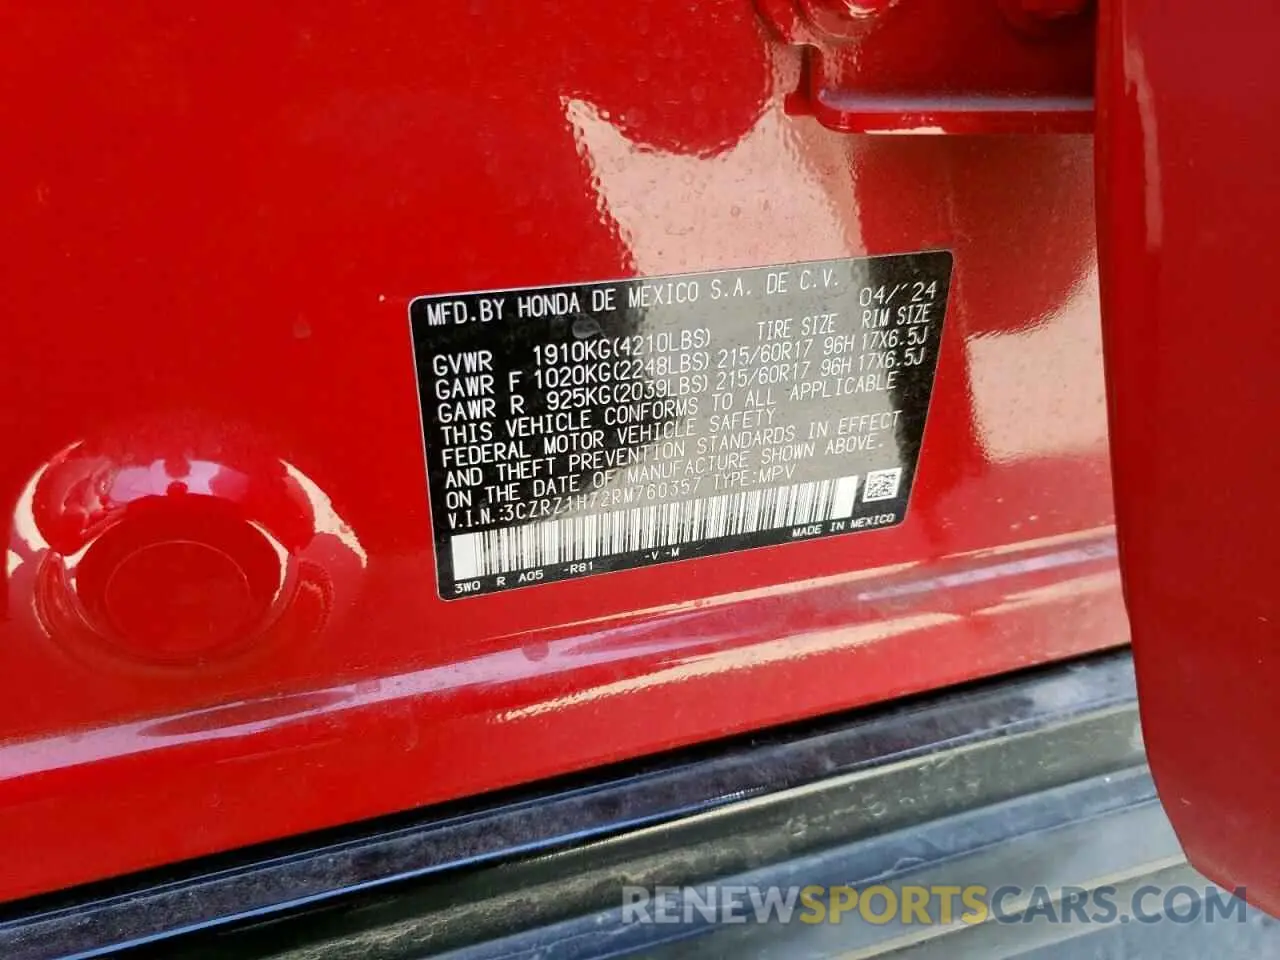 MFD.BY HONDA DE MEXICO S.A. DE C.V.
04/'24
TIRE SIZE RIM SIZE
GVWR 1910KG(4210LBS)
GAWR F 1020KG(2248LBS) 215/60R17 96H 17X6.5J
GAWR R 925KG(2039LBS) 215/60R17 96H 17X6.5J
THIS VEHICLE CONFORMS TO ALL APPLICABLE
FEDERAL MOTOR VEHICLE SAFETY
AND THEFT PREVENTION STANDARDS IN EFFECT
ON THE DATE OF MANUFACTURE SHOWN ABOVE.
V.I.N.:3CZRZ1H72RM760357 TYPE:MPV
3WO R A05 -R81 -V -M MADE IN MEXICO
RENEWSPORTSCARS.COM